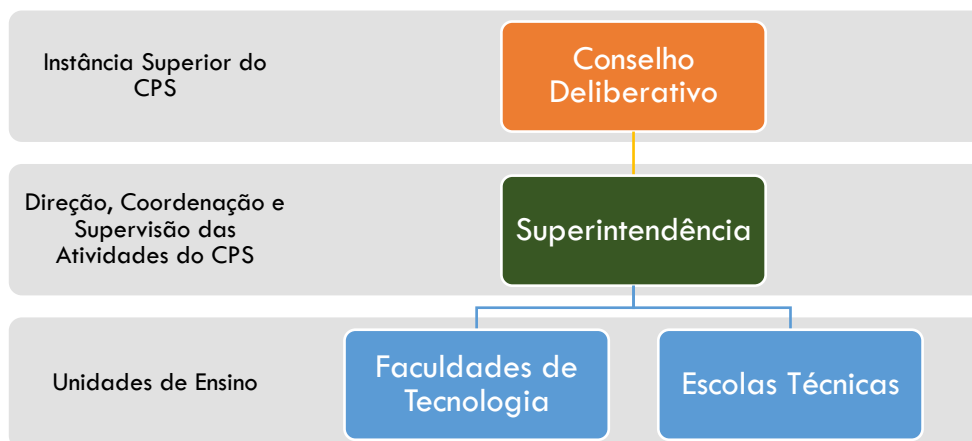 Instância Superior do
CPS
Conselho
Deliberativo
Direção, Coordenação e
Supervisão das
Atividades do CPS
Superintendência
Unidades de Ensino
Faculdades de
Tecnologia
Escolas Técnicas